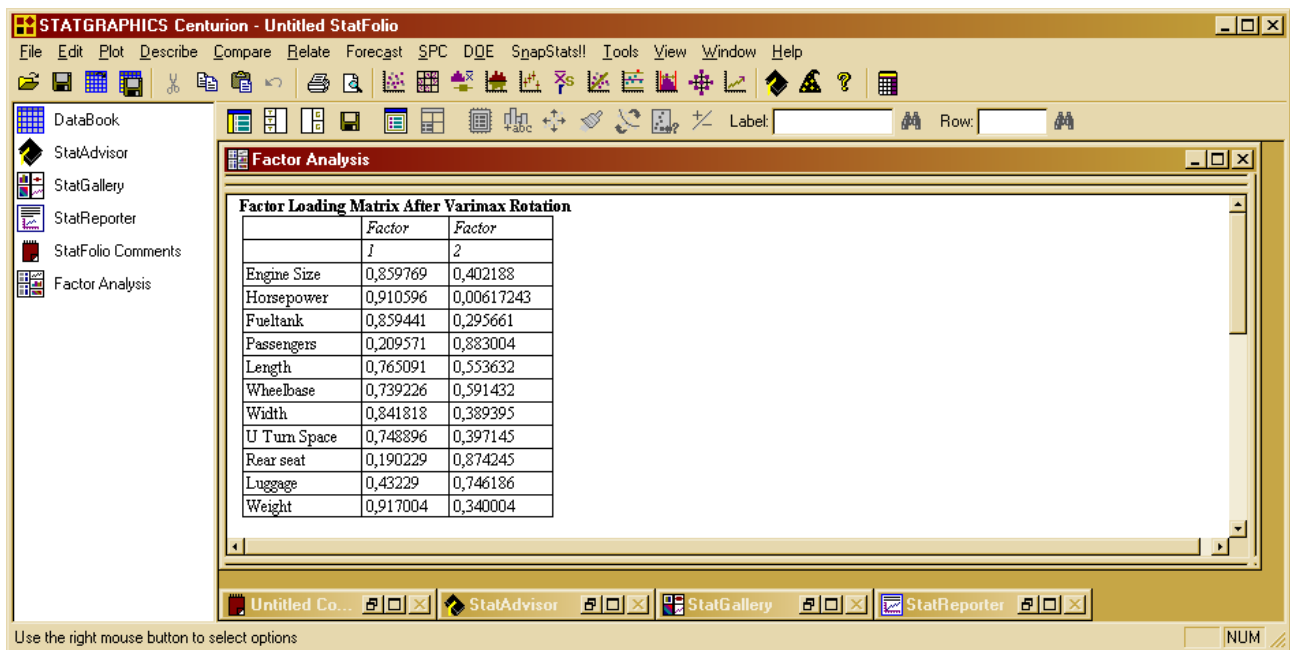 STATGRAPHICS Centurion - Untitled StatFolio
File Edit Plot Describe Compare Relate Forecast SPC DOE SnapStats!! Tools View Window Help
Label: Row:
DataBook
StatAdvisor
StatGallery
StatReporter
StatFolio Comments
Factor Analysis
Factor Analysis
Factor Loading Matrix After Varimax Rotation
Factor Factor
1 2
Engine Size 0,859769 0,402188
Horsepower 0,910596 0,00617243
Fueltank 0,859441 0,295661
Passengers 0,209571 0,883004
Length 0,765091 0,553632
Wheelbase 0,739226 0,591432
Width 0,841818 0,389395
U Turn Space 0,748896 0,397145
Rear seat 0,190229 0,874245
Luggage 0,43229 0,746186
Weight 0,917004 0,340004
Untitled Co... StatAdvisor StatGallery StatReporter
Use the right mouse button to select options NUM